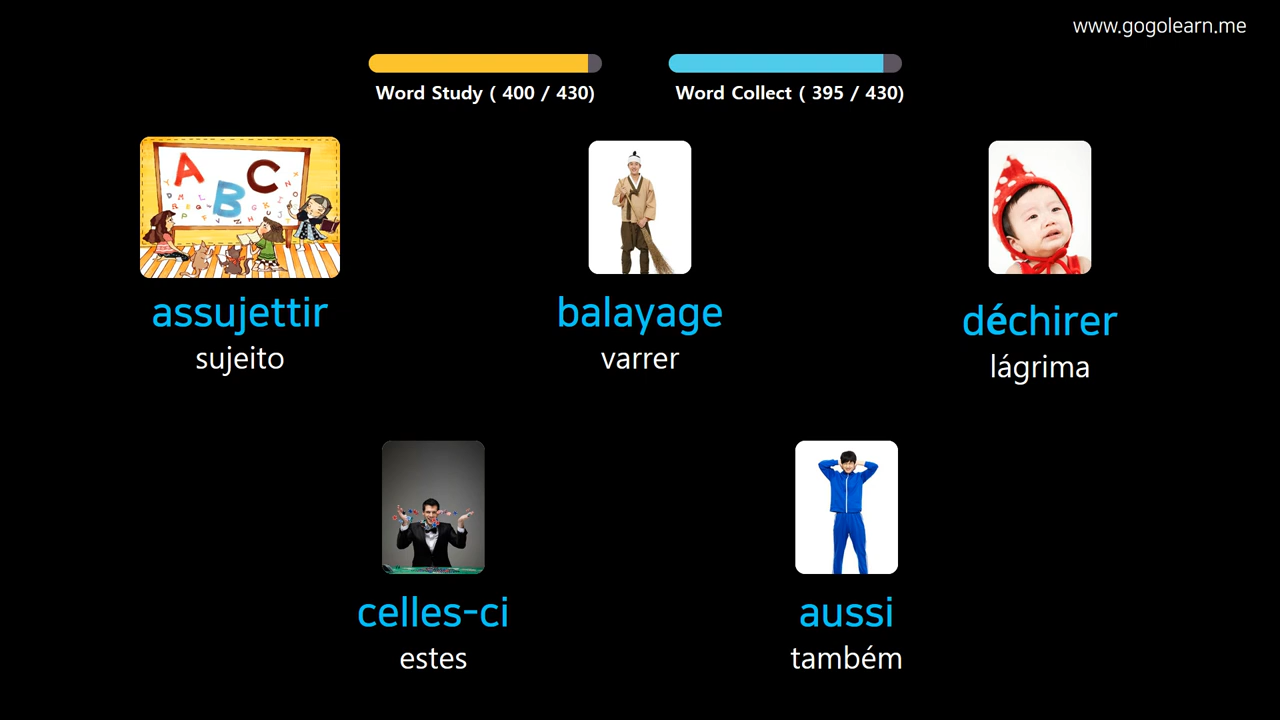 www.gogolearn.me
Word Study ( 400 / 430)
Word Collect ( 395 / 430)
A B C
assujettir
sujeito
balayage
varrer
déchirer
lágrima
celles-ci
estes
aussi
também